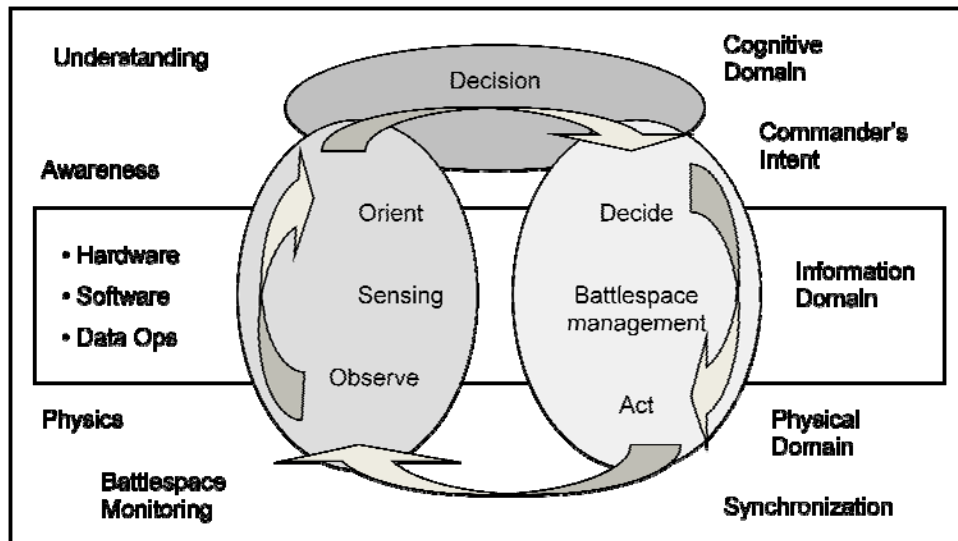 Understanding
Decision
Cognitive
Domain
Commander's
Intent
Awareness
Orient
Decide
• Hardware
• Software
• Data Ops
Sensing
Battlespace
management
Information
Domain
Observe
Act
Physics
Physical
Domain
Battlespace
Monitoring
Synchronization